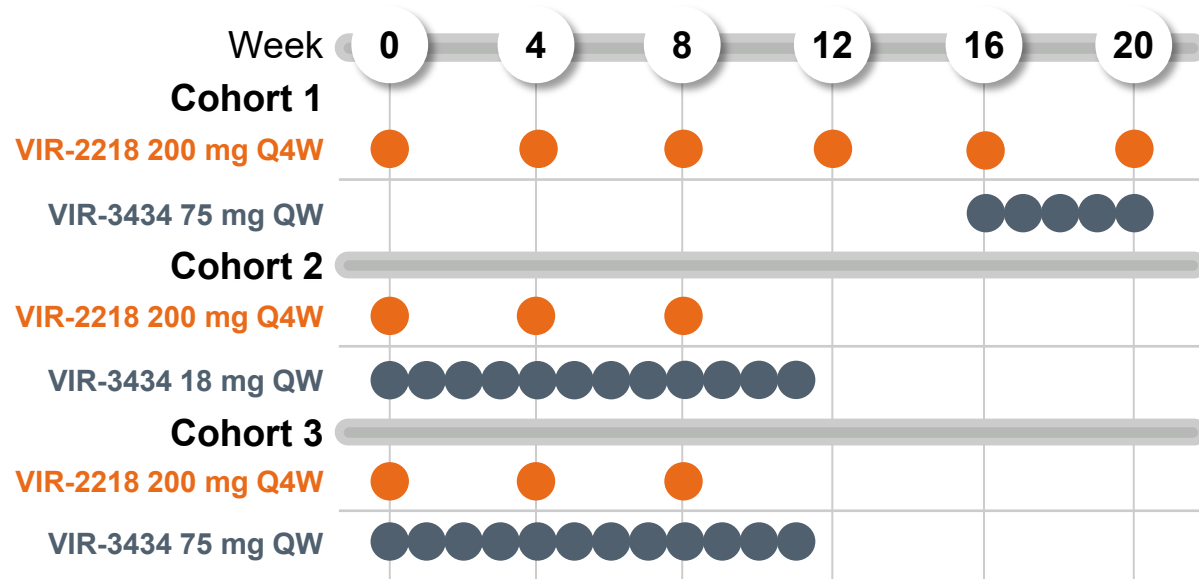 Week 0 4 8 12 16 20
Cohort 1
VIR-2218 200 mg Q4W
VIR-3434 75 mg QW
Cohort 2
VIR-2218 200 mg Q4W
VIR-3434 18 mg QW
Cohort 3
VIR-2218 200 mg Q4W
VIR-3434 75 mg QW